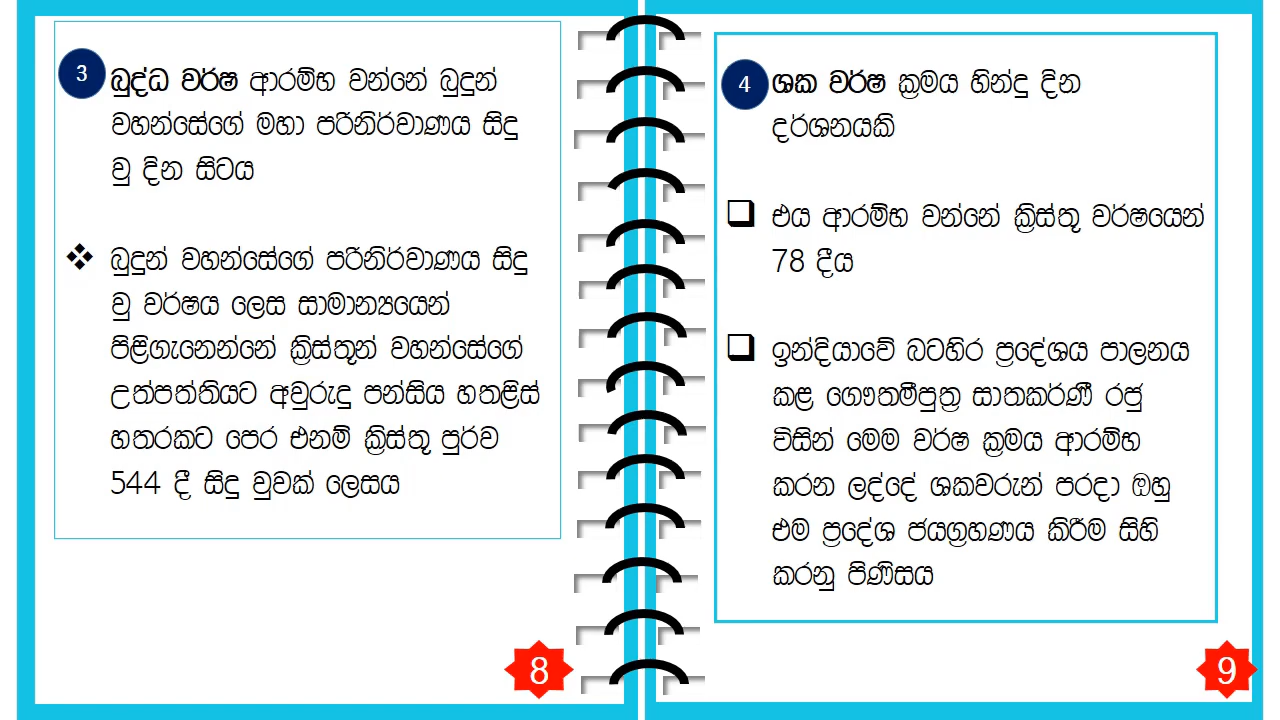 3
බුද්ධ වර්ෂ ආරම්භ වන්නේ බුදුන්
වහන්සේගේ මහා පරිනිර්වාණය සිදු
වු දින සිටය
බුදුන් වහන්සේගේ පරිනිර්වාණය සිදු
වු වර්ෂය ලෙස සාමාන්‍යයෙන්
පිළිගැනෙන්නේ ක්‍රිස්තූන් වහන්සේගේ
උත්පත්තියට අවුරුදු පන්සිය හතළිස්
හතරකට පෙර එනම් ක්‍රිස්තූ පුර්ව
544 දී සිදු වුවක් ලෙසය
8
4
ශක වර්ෂ ක්‍රමය හින්දු දින
දර්ශනයකි
එය ආරම්භ වන්නේ ක්‍රිස්තූ වර්ෂයෙන්
78 දීය
ඉන්දියාවේ බටහිර ප්‍රදේශය පාලනය
කළ ගෞතමීපුත්‍ර සාතකර්ණී රජු
විසින් මෙම වර්ෂ ක්‍රමය ආරම්භ
කරන ලද්දේ ශකවරුන් පරදා ඔහු
එම ප්‍රදේශ ජයග්‍රහණය කිරීම සිහි
කරනු පිණිසය
9